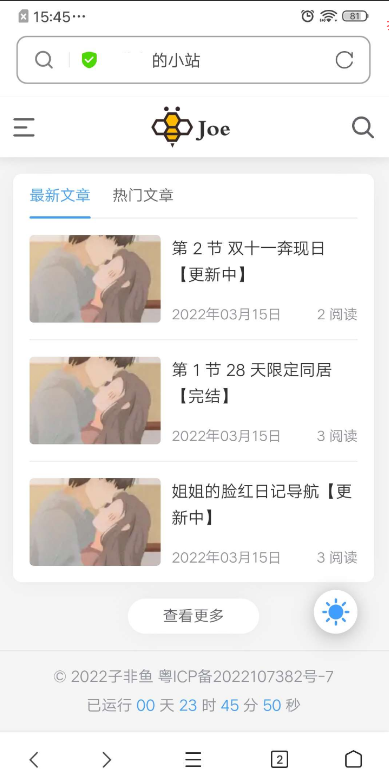 15:45
81
的小站
Joe
最新文章 热门文章
第 2 节 双十一奔现日
【更新中】
2022年03月15日 2 阅读
第 1 节 28 天限定同居
【完结】
2022年03月15日 3 阅读
姐姐的脸红日记导航【更
新中】
2022年03月15日 3 阅读
查看更多
© 2022子非鱼 粤ICP备2022107382号-7
已运行 00 天 23 时 45 分 50 秒
2